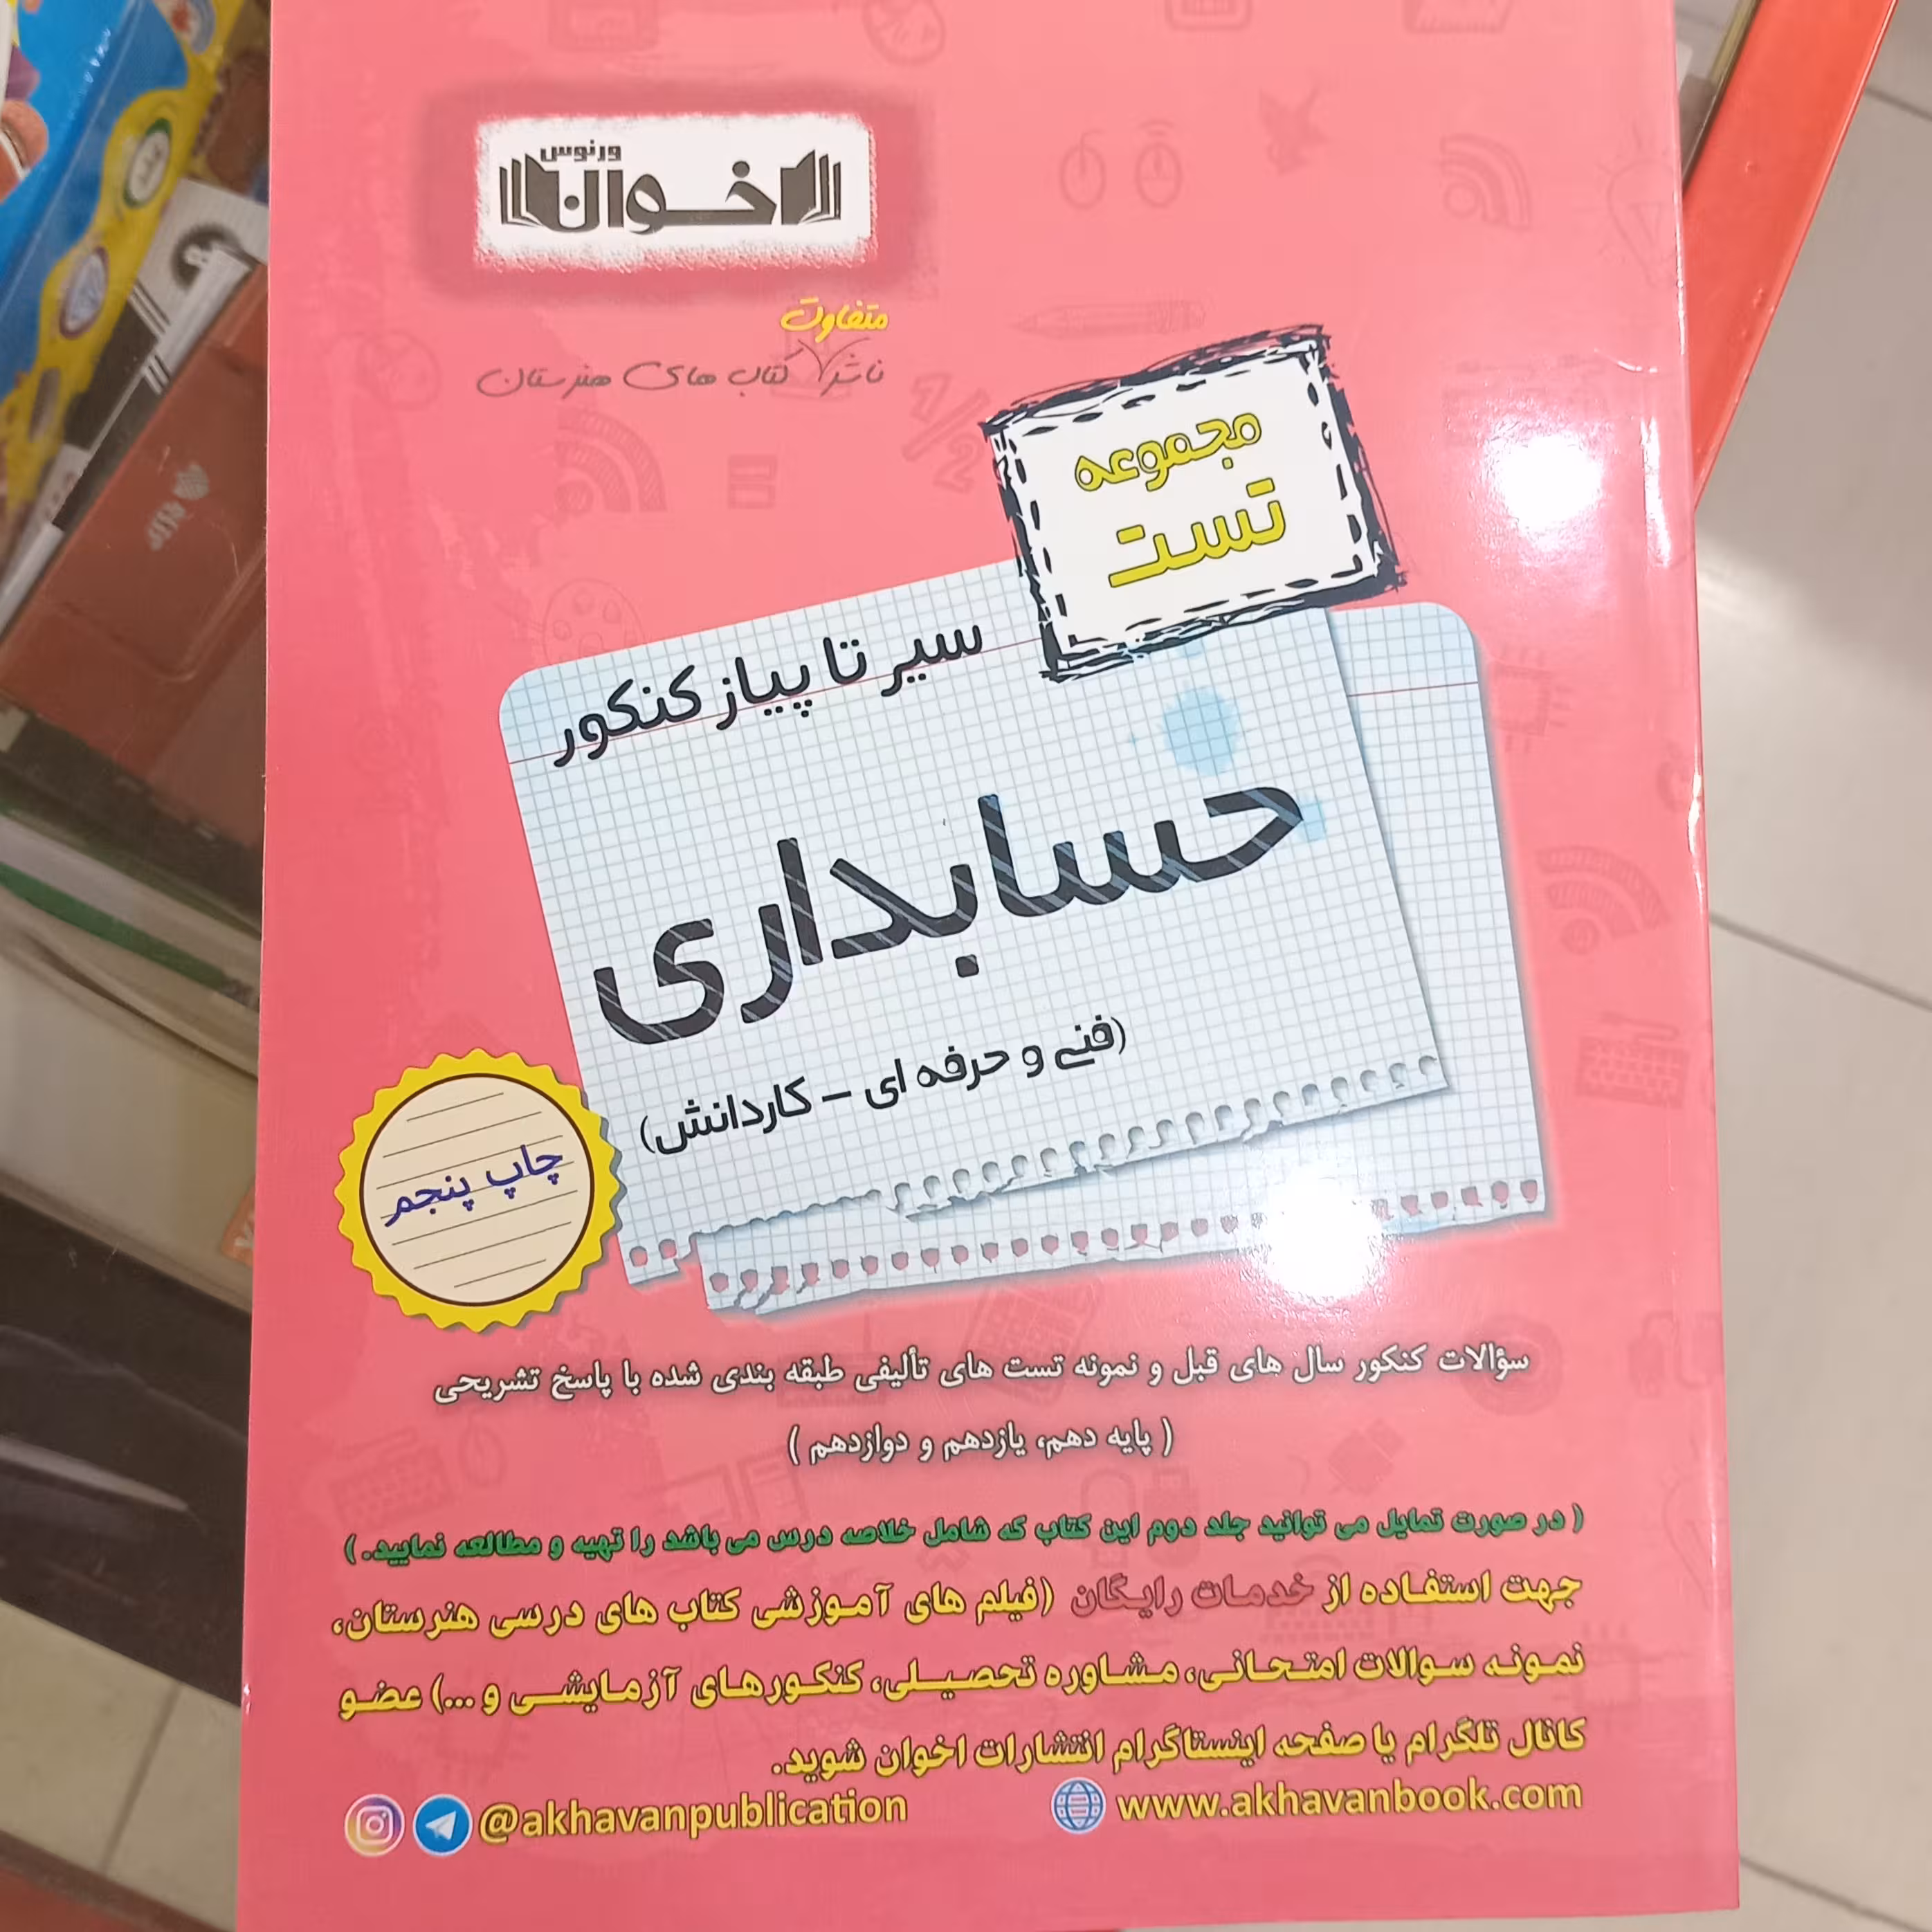 ورنوس
اخوان
متفاوت
ناشر کتاب های هنرستان
مجموعه
تست
سیر تا پیاز کنکور
حسابداری
(فنی و حرفه ای - کاردانش)
چاپ پنجم
سؤالات کنکور سال های قبل و نمونه تست های تألیفی طبقه بندی شده با پاسخ تشریحی
( پایه دهم، یازدهم و دوازدهم )
( در صورت تمایل می توانید جلد دوم این کتاب که شامل خلاصه درس می باشد را تهیه و مطالعه نمایید. )
جهت استفاده از خدمات رایگان (فیلم های آموزشی کتاب های درسی هنرستان،
نمونه سوالات امتحانی، مشاوره تحصیلی، کنکورهای آزمایشی و ...) عضو
کانال تلگرام یا صفحه اینستاگرام انتشارات اخوان شوید.
@akhavanpublication www.akhavanbook.com